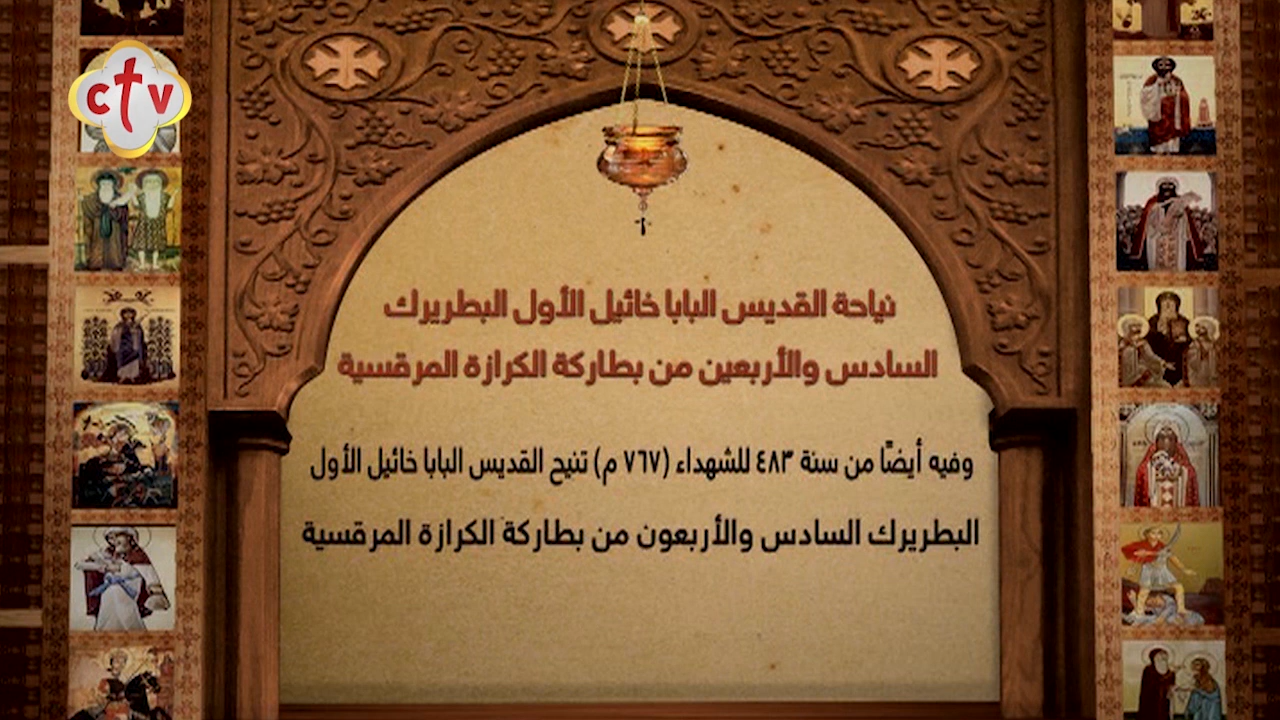 CTV
نياحة القديس البابا خائيل الأول البطريرك
السادس والأربعين من بطاركة الكرازة المرقسية
وفيه أيضًا من سنة ٤٨٣ للشهداء (٧٦٧ م) تنيح القديس البابا خائيل الأول
البطريرك السادس والأربعون من بطاركة الكرازة المرقسية